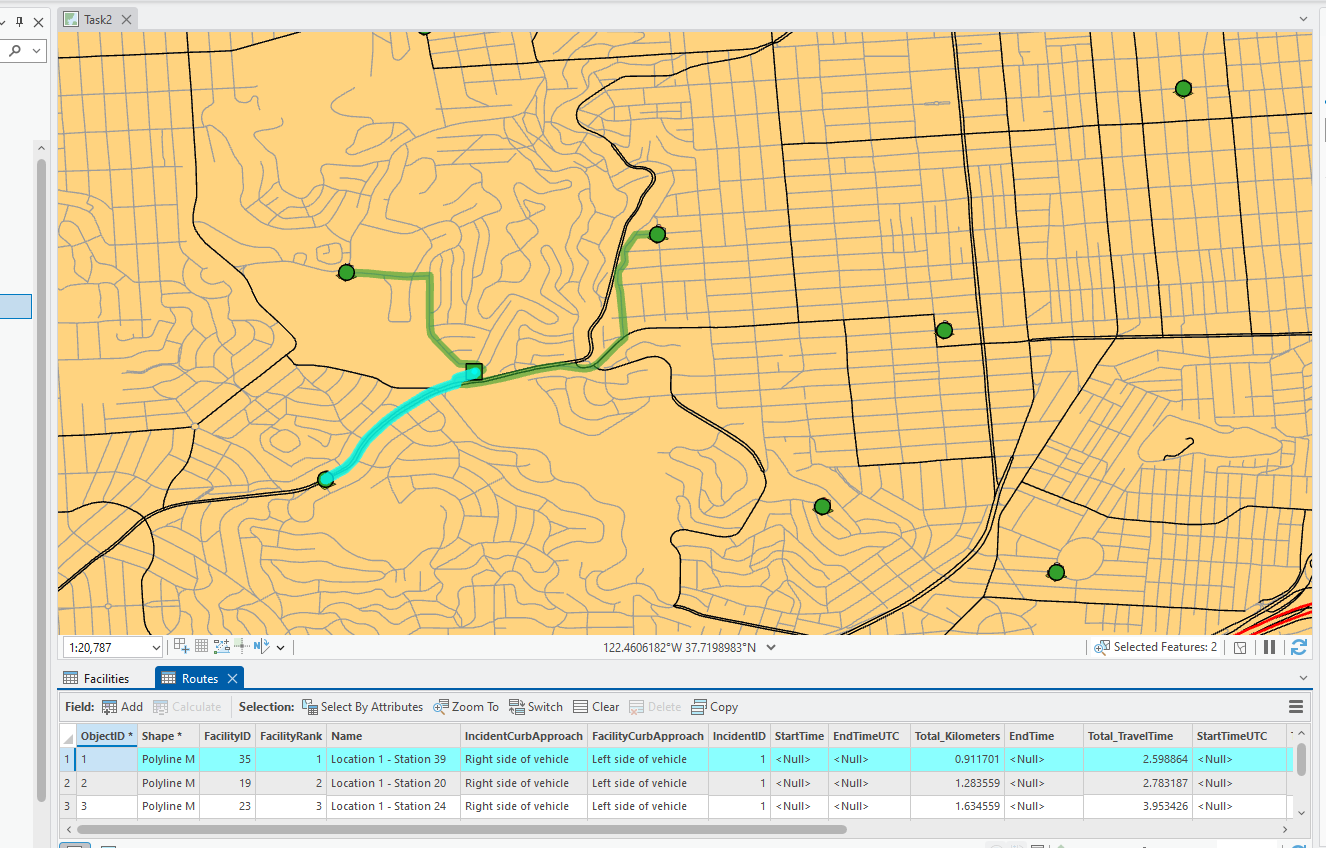 Task2
1:20,787
122.4606182°W 37.7198983°N
Selected Features: 2
Facilities
Routes
Field: Add Calculate Selection: Select By Attributes Zoom To Switch Clear Delete Copy
ObjectID * Shape * FacilityID FacilityRank Name IncidentCurbApproach FacilityCurbApproach IncidentID StartTime EndTimeUTC Total_Kilometers EndTime Total_TravelTime StartTimeUTC
1 1 Polyline M 35 1 Location 1 - Station 39 Right side of vehicle Left side of vehicle 1 <Null> <Null> 0.911701 <Null> 2.598864 <Null>
2 2 Polyline M 19 2 Location 1 - Station 20 Right side of vehicle Left side of vehicle 1 <Null> <Null> 1.283559 <Null> 2.783187 <Null>
3 3 Polyline M 23 3 Location 1 - Station 24 Right side of vehicle Left side of vehicle 1 <Null> <Null> 1.634559 <Null> 3.953426 <Null>